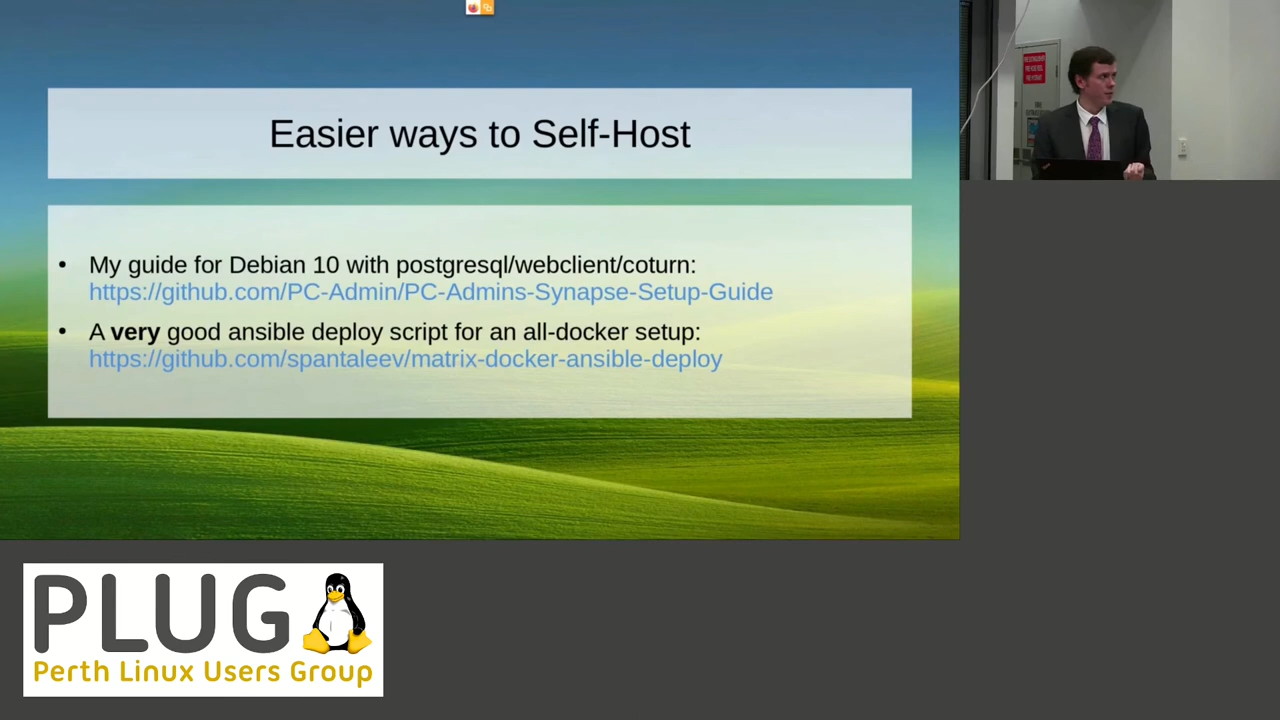 Easier ways to Self-Host
• My guide for Debian 10 with postgresql/webclient/coturn:
https://github.com/PC-Admin/PC-Admins-Synapse-Setup-Guide
• A very good ansible deploy script for an all-docker setup:
https://github.com/spantaleev/matrix-docker-ansible-deploy
PLUG
Perth Linux Users Group